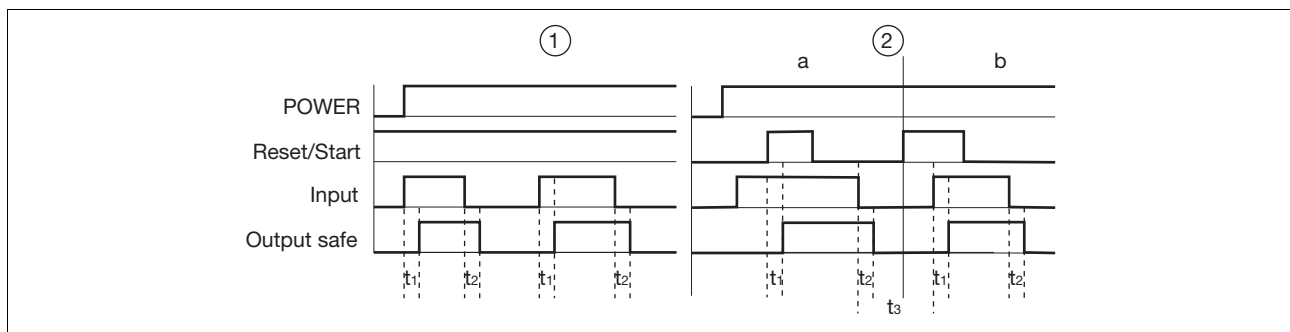 ① ②
a b
POWER
Reset/Start
Input
Output safe
t1 t2 t1 t2 t1 t2 t1 t2
t3